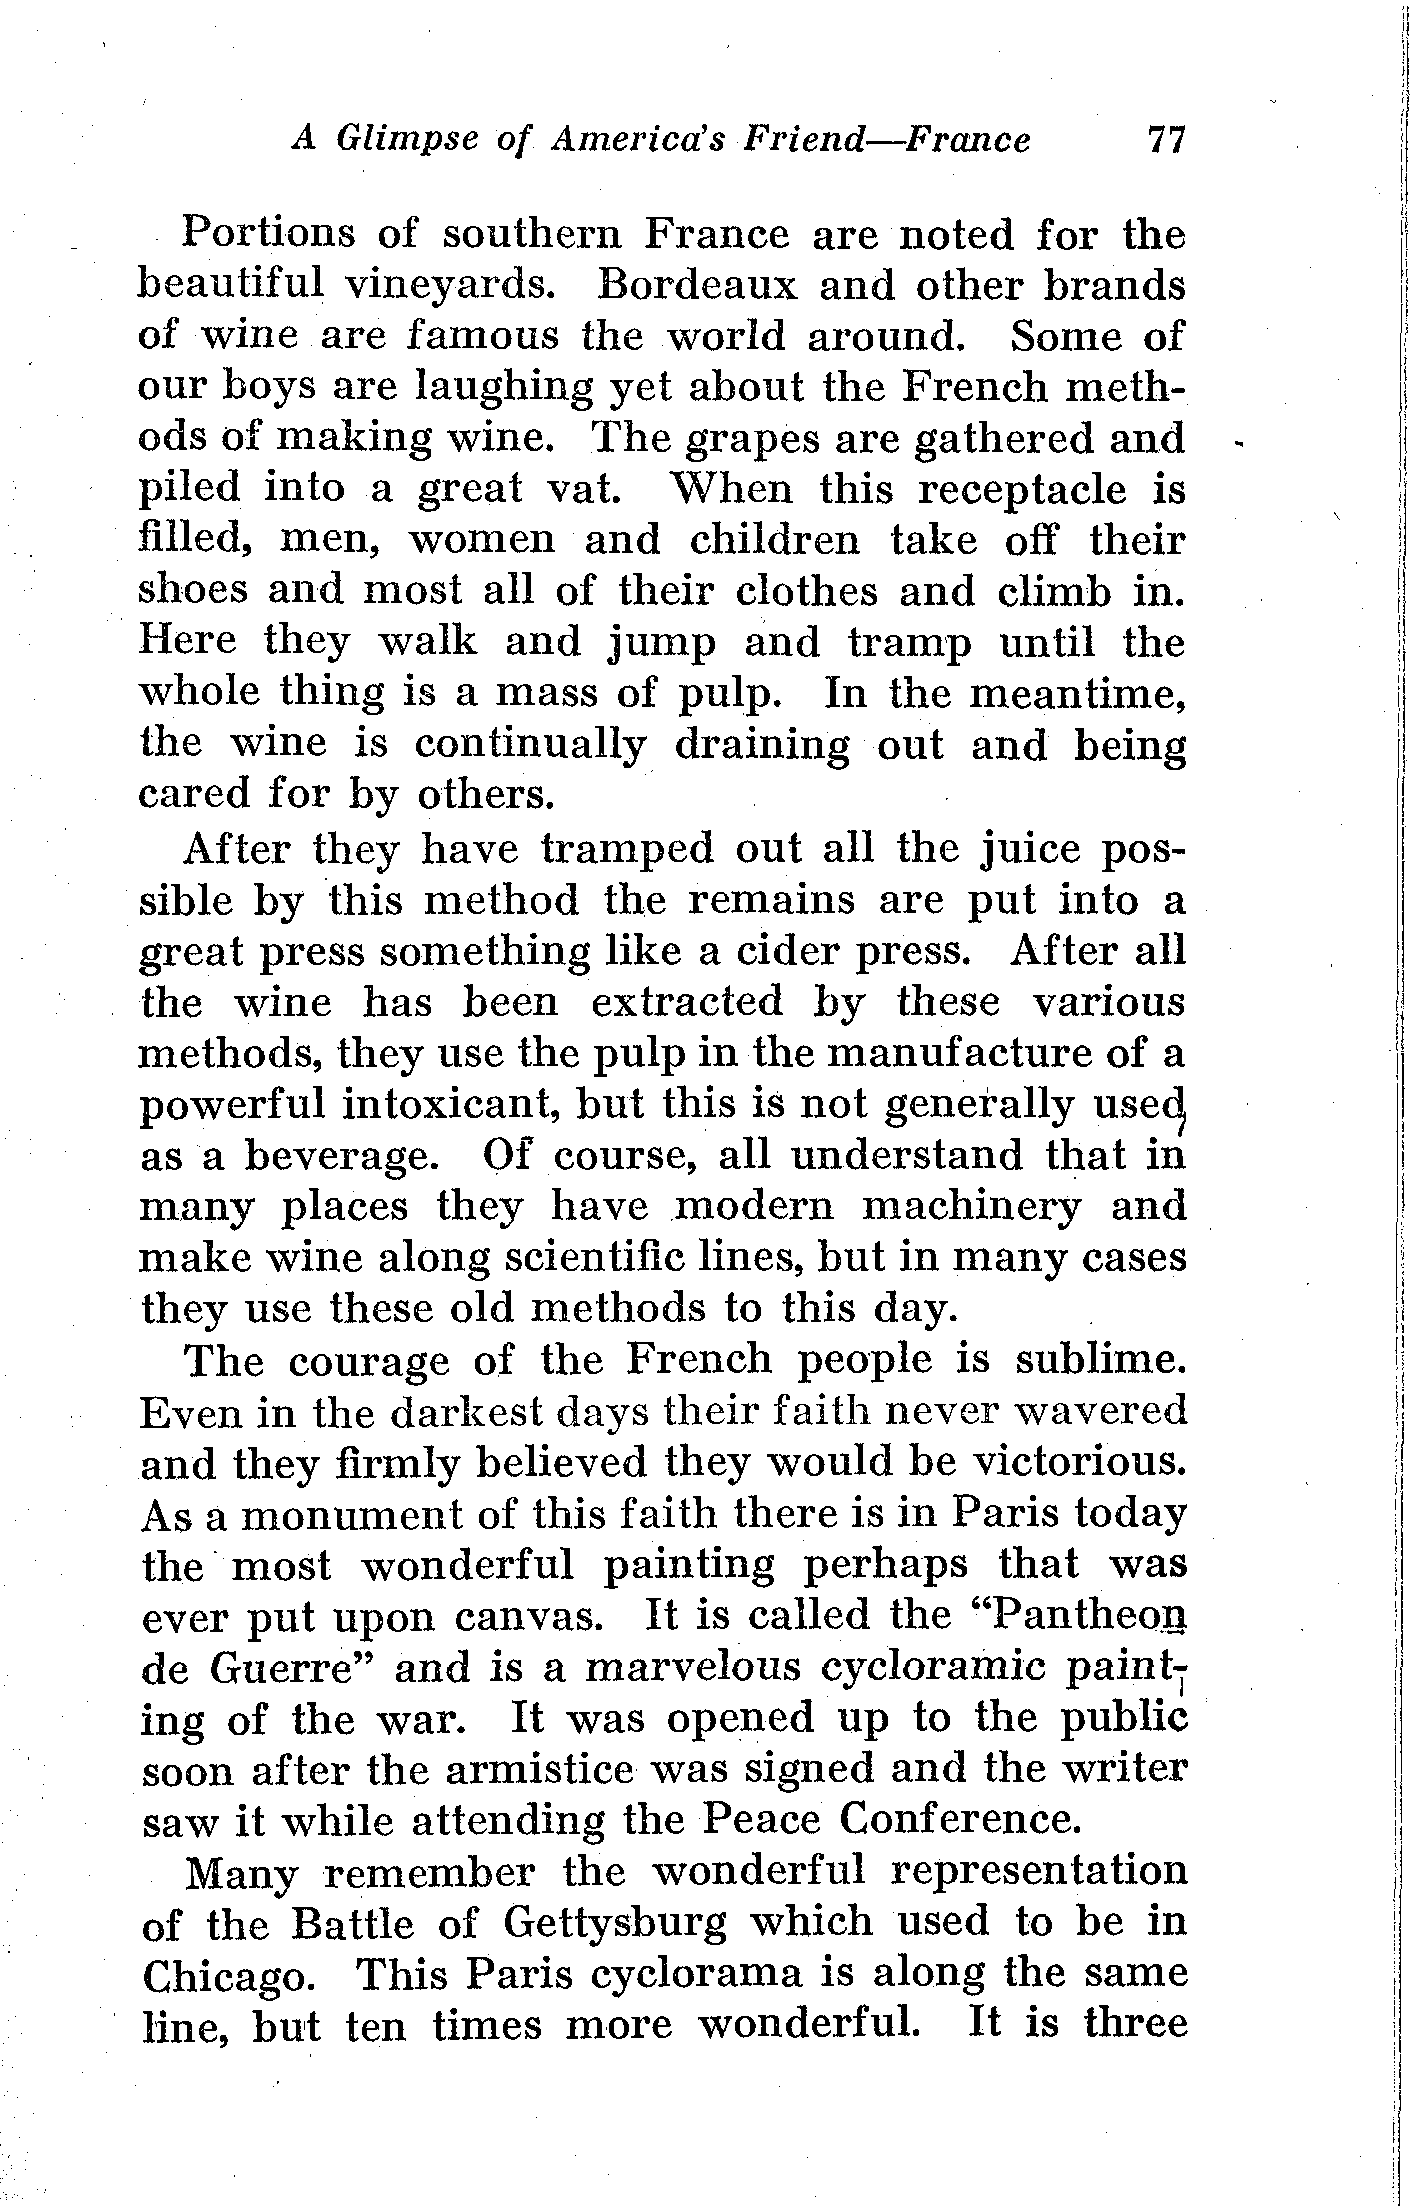 A Glimpse of America's Friend—France 77
Portions of southern France are noted for the
beautiful vineyards. Bordeaux and other brands
of wine are famous the world around. Some of
our boys are laughing yet about the French meth-
ods of making wine. The grapes are gathered and
piled into a great vat. When this receptacle is
filled, men, women and children take off their
shoes and most all of their clothes and climb in.
Here they walk and jump and tramp until the
whole thing is a mass of pulp. In the meantime,
the wine is continually draining out and being
cared for by others.
After they have tramped out all the juice pos-
sible by this method the remains are put into a
great press something like a cider press. After all
the wine has been extracted by these various
methods, they use the pulp in the manufacture of a
powerful intoxicant, but this is not generally used
as a beverage. Of course, all understand that in
many places they have modern machinery and
make wine along scientific lines, but in many cases
they use these old methods to this day.
The courage of the French people is sublime.
Even in the darkest days their faith never wavered
and they firmly believed they would be victorious.
As a monument of this faith there is in Paris today
the most wonderful painting perhaps that was
ever put upon canvas. It is called the “Pantheon
de Guerre” and is a marvelous cycloramic paint-
ing of the war. It was opened up to the public
soon after the armistice was signed and the writer
saw it while attending the Peace Conference.
Many remember the wonderful representation
of the Battle of Gettysburg which used to be in
Chicago. This Paris cyclorama is along the same
line, but ten times more wonderful. It is three